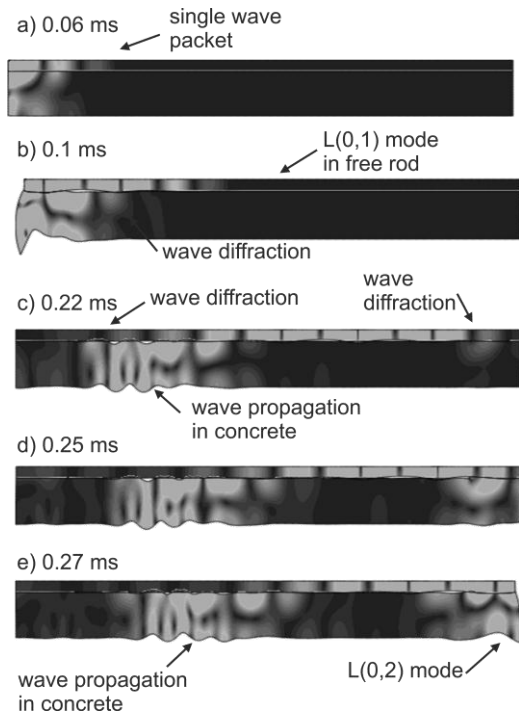 a) 0.06 ms
single wave
packet
b) 0.1 ms
L(0,1) mode
in free rod
wave diffraction
c) 0.22 ms
wave diffraction
wave
diffraction
wave propagation
in concrete
d) 0.25 ms
e) 0.27 ms
wave propagation
in concrete
L(0,2) mode